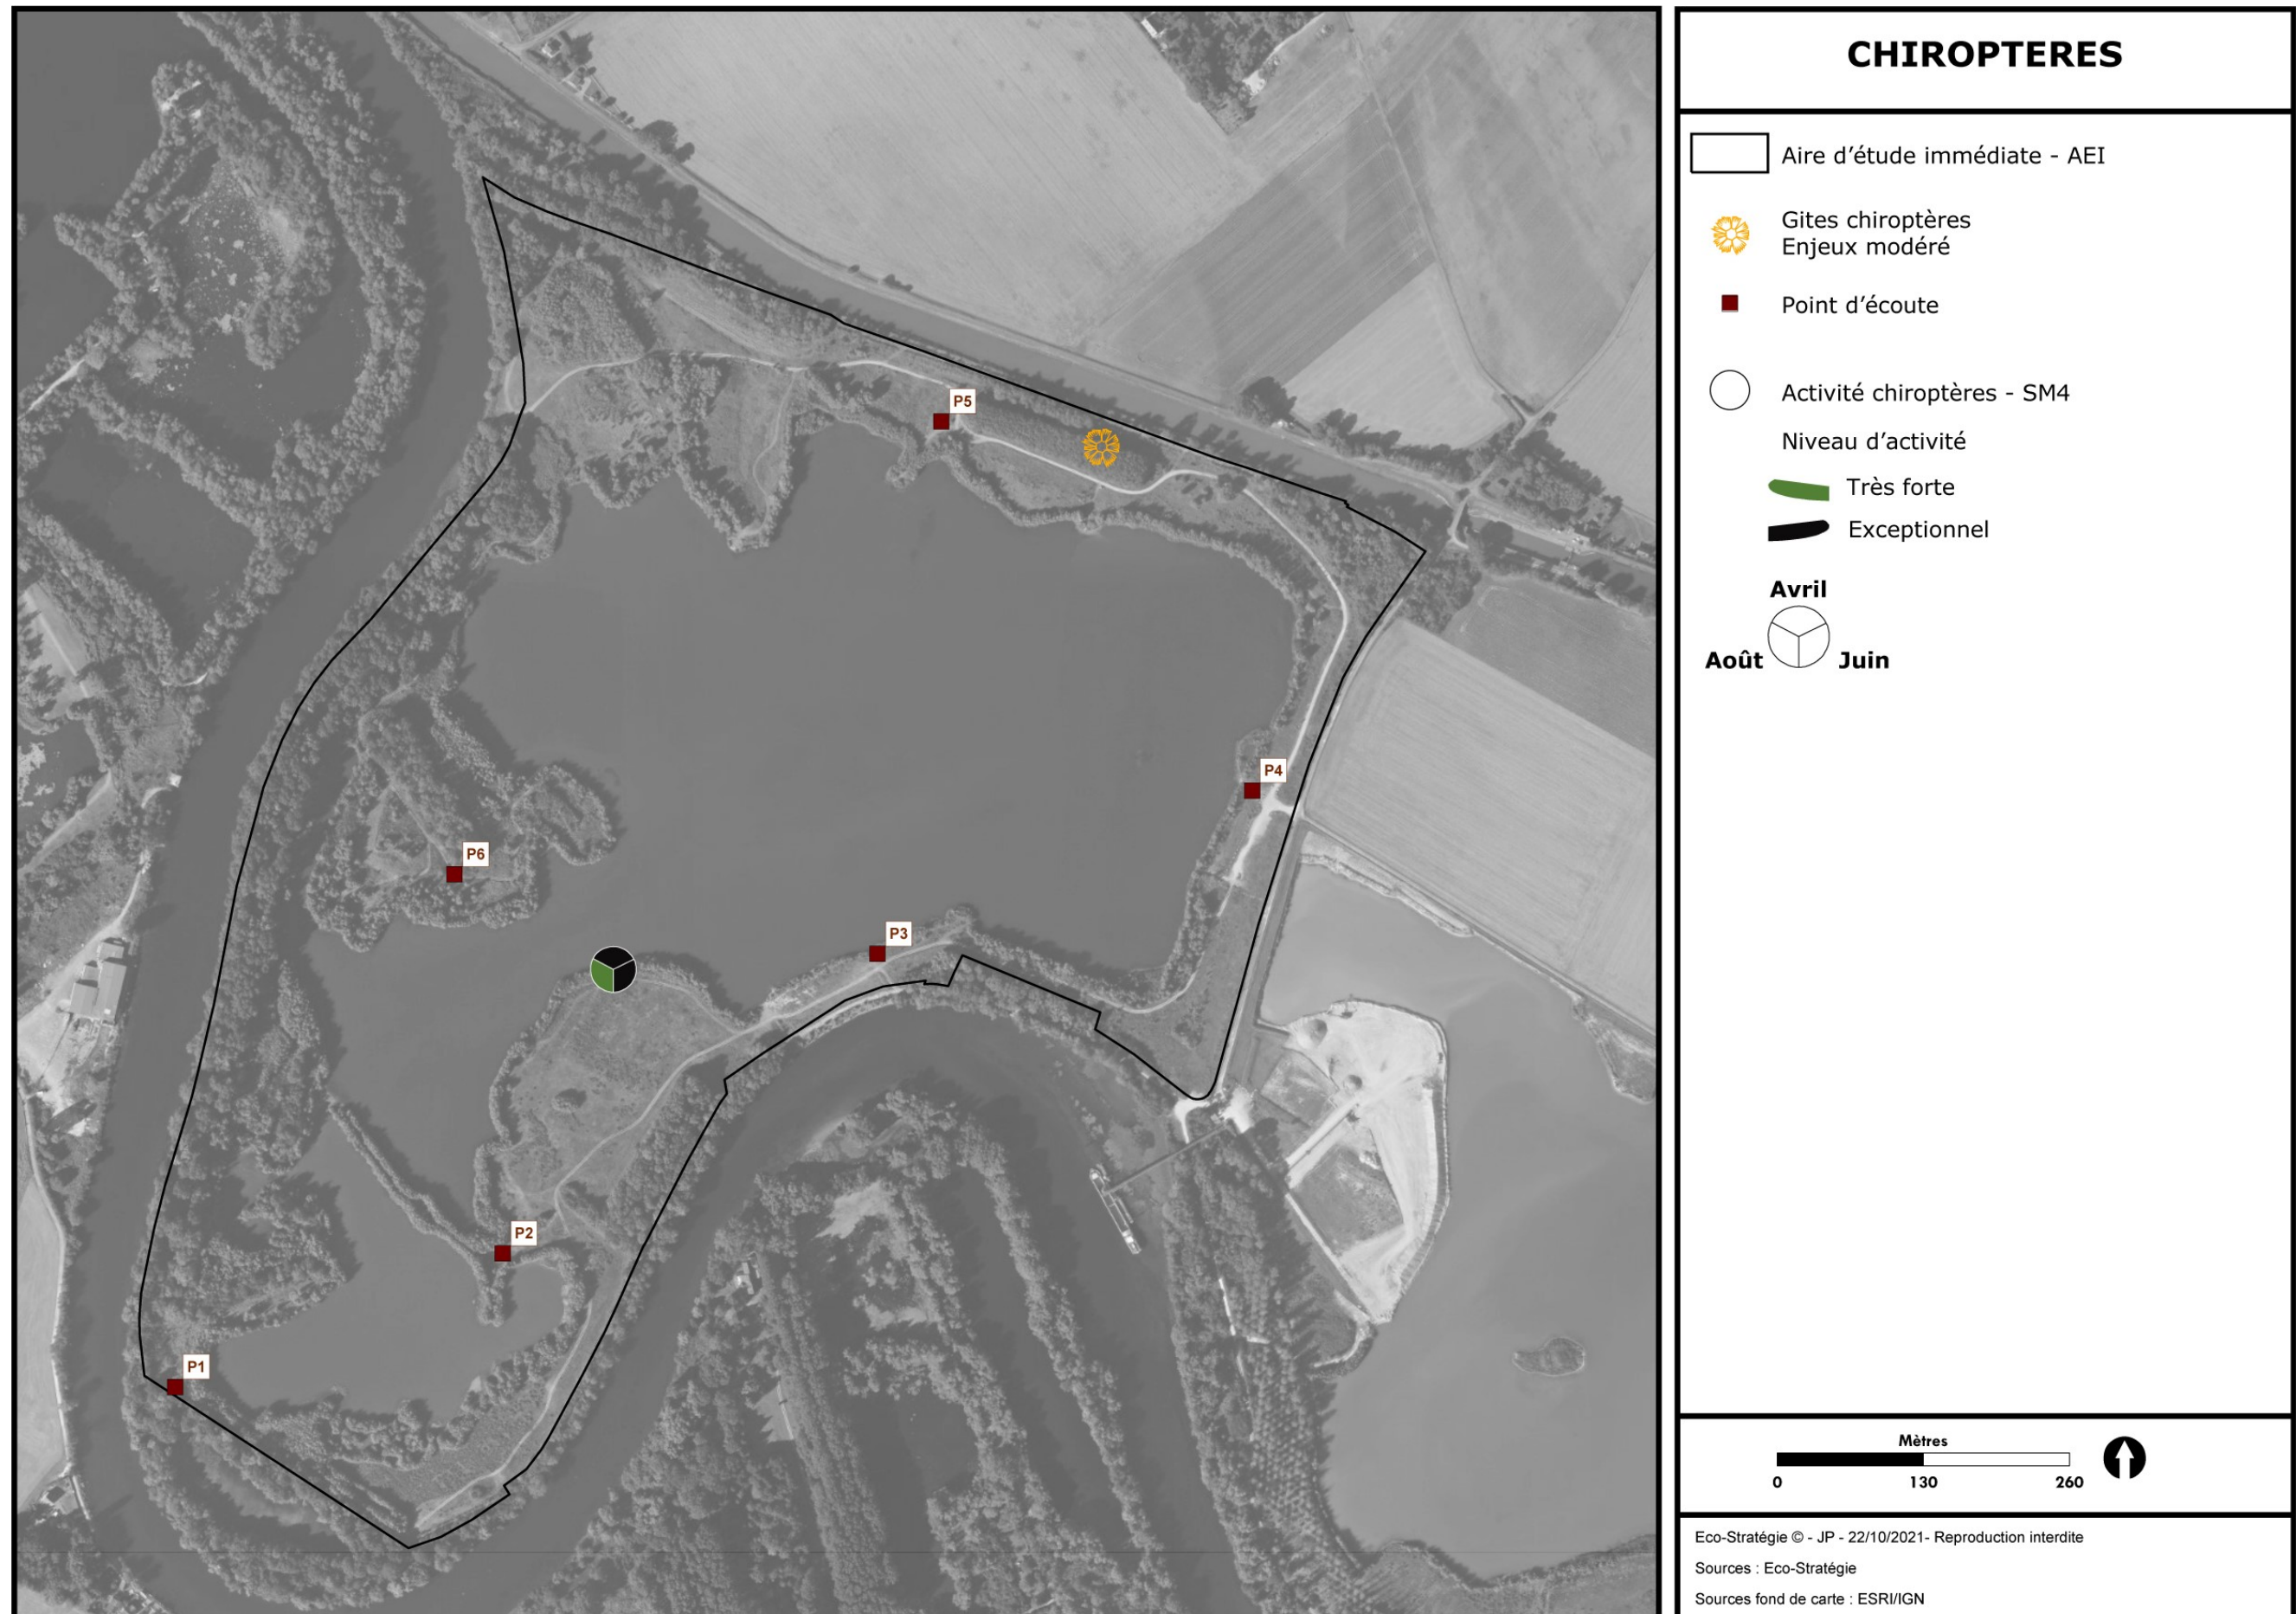 CHIROPTERES
Aire d’étude immédiate - AEI
Gites chiroptères
Enjeux modéré
Point d’écoute
Activité chiroptères - SM4
Niveau d’activité
Très forte
Exceptionnel
Avril
Août
Juin
P5
P4
P6
P3
P2
P1
Mètres
0
130
260
Eco-Stratégie © - JP - 22/10/2021- Reproduction interdite
Sources : Eco-Stratégie
Sources fond de carte : ESRI/IGN